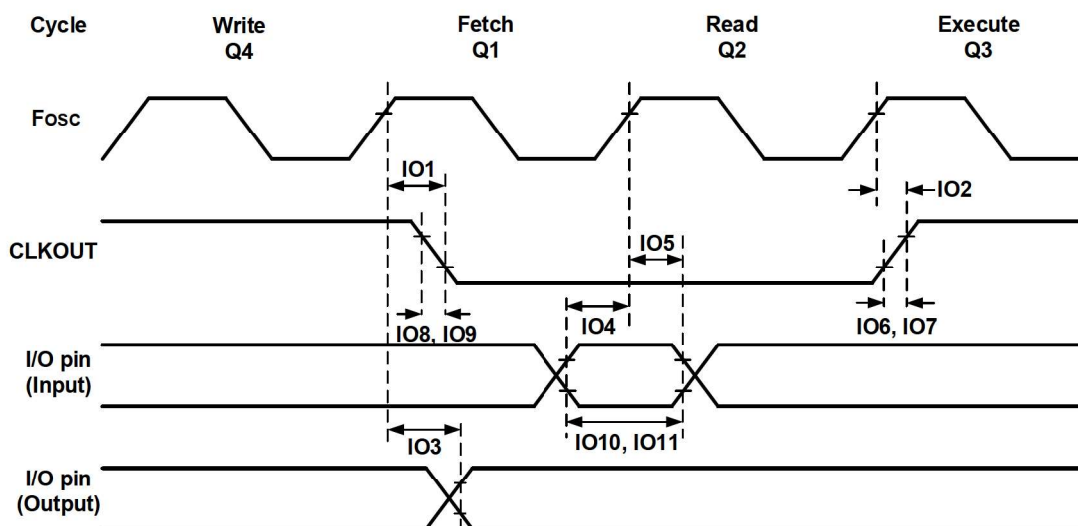 Cycle Write Fetch Read Execute
Q4 Q1 Q2 Q3
Fosc
IO1
IO2
CLKOUT
IO5
IO4
IO8, IO9
IO6, IO7
I/O pin
(Input)
IO10, IO11
IO3
I/O pin
(Output)